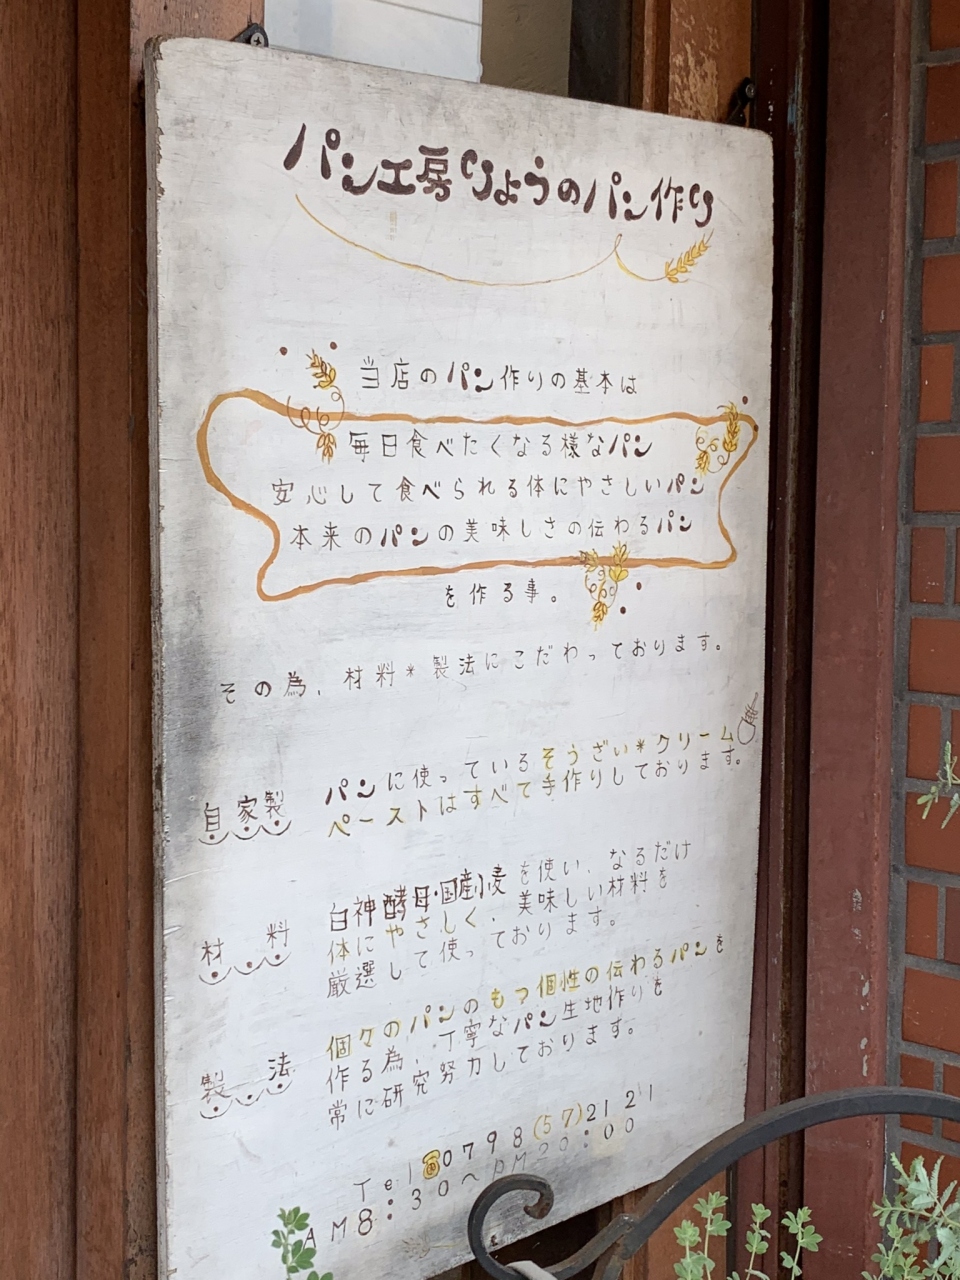 パン工房りょうのパン作り
当店のパン作りの基本は
毎日食べたくなる様なパン
安心して食べられる体にやさしいパン
本来のパンの美味しさの伝わるパン
を作る事。
その為、材料*製法にこだわっております。
自家製
パンに使っているそうざい*クリーム
ペーストはすべて手作りしております。
材料
白神酵母・国産小麦を使い、なるだけ
体にやさしく、美味しい材料を
厳選して使っております。
製法
個々のパンのもつ個性の伝わるパンを
作る為、丁寧なパン生地作りを
常に研究努力しております。
Tel☎0798(57)2121
AM8:30~PM20:00